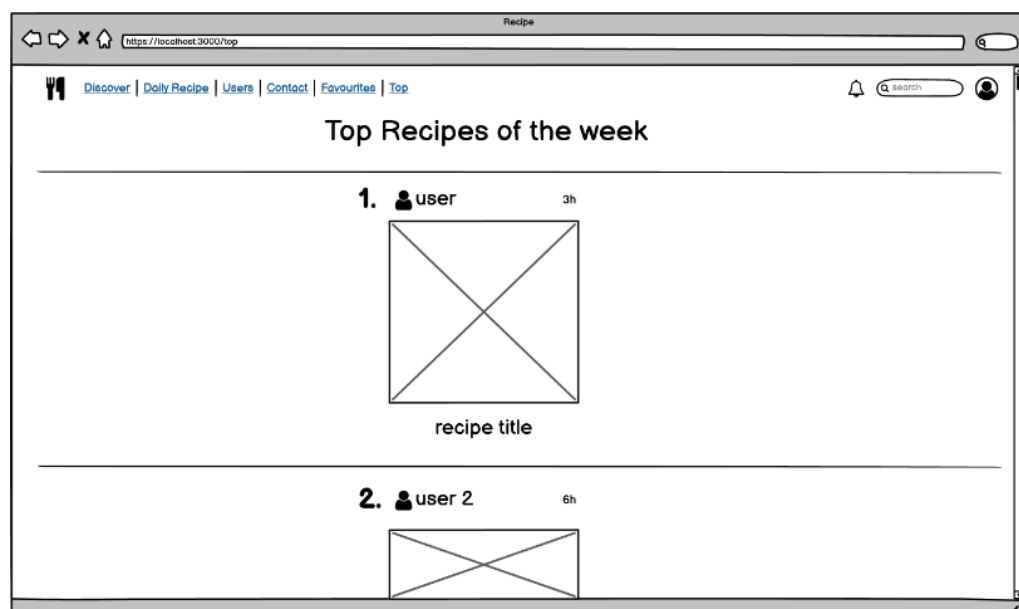 Recipe
https://localhost:3000/top
Discover | Daily Recipe | Users | Contact | Favourites | Top
search
Top Recipes of the week
1. user 3h
recipe title
2. user 2 6h